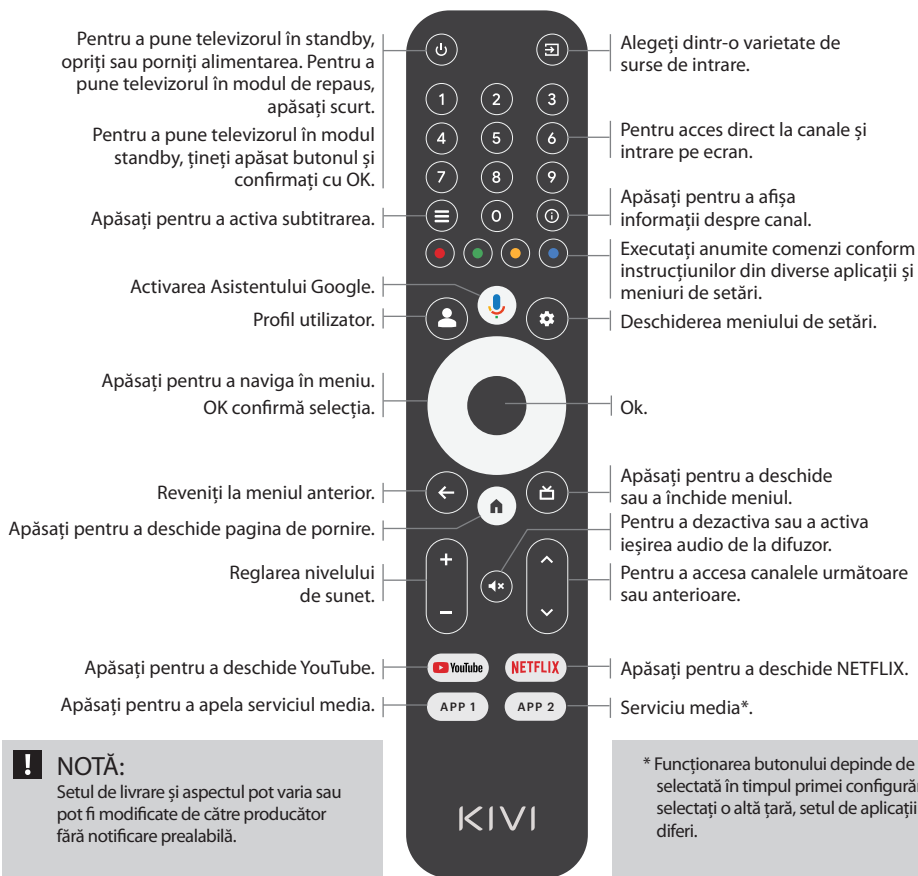 Pentru a pune televizorul în standby,
opriți sau porniți alimentarea. Pentru a
pune televizorul în modul de repaus,
apăsați scurt.
Pentru a pune televizorul în modul
standby, țineți apăsat butonul și
confirmați cu OK.
Apăsați pentru a activa subtitrarea.
Activarea Asistentului Google.
Profil utilizator.
Apăsați pentru a naviga în meniu.
OK confirmă selecția.
Reveniți la meniul anterior.
Apăsați pentru a deschide pagina de pornire.
Reglarea nivelului
de sunet.
Apăsați pentru a deschide YouTube.
Apăsați pentru a apela serviciul media.
1 2 3
4 5 6
7 8 9
0
YouTube NETFLIX
APP 1 APP 2
KIVI
Alegeți dintr-o varietate de
surse de intrare.
Pentru acces direct la canale și
intrare pe ecran.
Apăsați pentru a afișa
informații despre canal.
Executați anumite comenzi conform
instrucțiunilor din diverse aplicații și
meniuri de setări.
Deschiderea meniului de setări.
Ok.
Apăsați pentru a deschide
sau a închide meniul.
Pentru a dezactiva sau a activa
ieșirea audio de la difuzor.
Pentru a accesa canalele următoare
sau anterioare.
Apăsați pentru a deschide NETFLIX.
Serviciu media*.
! NOTĂ:
Setul de livrare și aspectul pot varia sau
pot fi modificate de către producător
fără notificare prealabilă.
* Funcționarea butonului depinde de
selectată în timpul primei
selectați o altă țară, setul de aplicații
diferi.